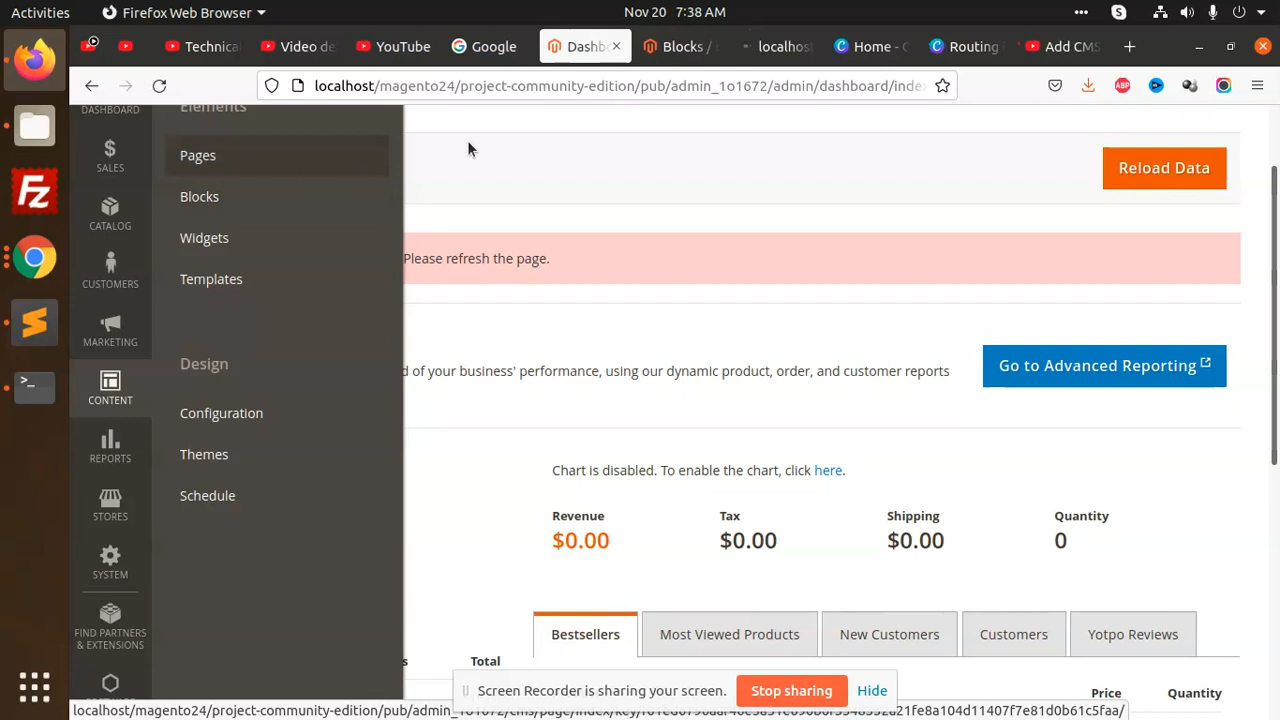 Activities
Firefox Web Browser
Nov 20 7:38 AM
Technical
Video de
YouTube
Google
Dashb
Blocks /
localhos
Home - C
Routing
Add CMS
localhost/magento24/project-community-edition/pub/admin_1o1672/admin/dashboard/index
ABP
DASHBOARD
SALES
CATALOG
CUSTOMERS
MARKETING
CONTENT
REPORTS
STORES
SYSTEM
FIND PARTNERS
& EXTENSIONS
Elements
Pages
Blocks
Widgets
Templates
Design
Configuration
Themes
Schedule
Reload Data
Please refresh the page.
d of your business' performance, using our dynamic product, order, and customer reports
Go to Advanced Reporting
Chart is disabled. To enable the chart, click here.
Revenue Tax Shipping Quantity
$0.00 $0.00 $0.00 0
Bestsellers
Most Viewed Products
New Customers
Customers
Yotpo Reviews
Total
Price Quantity
Screen Recorder is sharing your screen.
Stop sharing
Hide